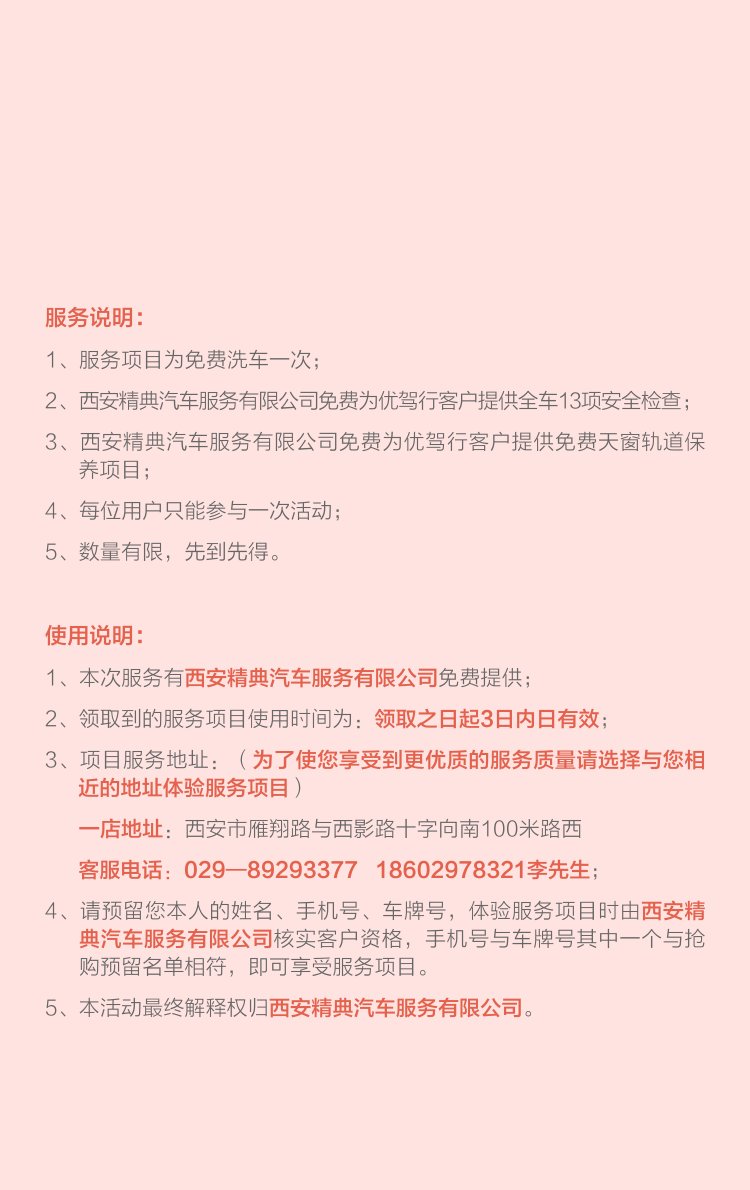 服务说明：
1、服务项目为免费洗车一次；
2、西安精典汽车服务有限公司免费为优驾行客户提供全车13项安全检查；
3、西安精典汽车服务有限公司免费为优驾行客户提供免费天窗轨道保
养项目；
4、每位用户只能参与一次活动；
5、数量有限，先到先得。
使用说明：
1、本次服务有西安精典汽车服务有限公司免费提供；
2、领取到的服务项目使用时间为：领取之日起3日内日有效；
3、项目服务地址：（为了使您享受到更优质的服务质量请选择与您相
近的地址体验服务项目）
一店地址：西安市雁翔路与西影路十字向南100米路西
客服电话：029—89293377 18602978321李先生；
4、请预留您本人的姓名、手机号、车牌号，体验服务项目时由西安精
典汽车服务有限公司核实客户资格，手机号与车牌号其中一个与抢
购预留名单相符，即可享受服务项目。
5、本活动最终解释权归西安精典汽车服务有限公司。